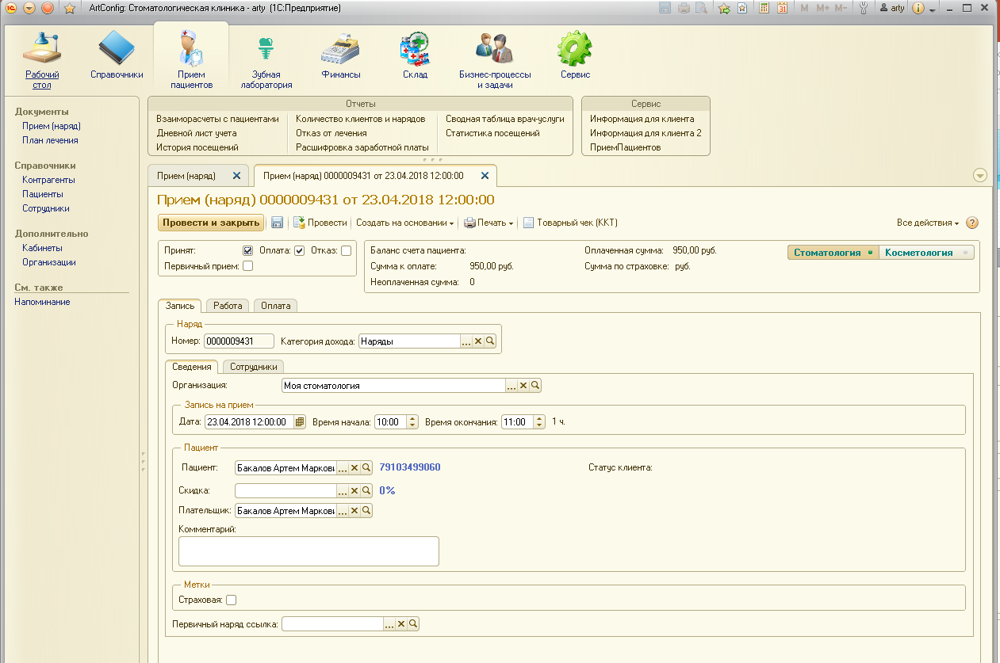 ArtConfig: Стоматологическая клиника - arty (1С:Предприятие)
M M+ M- arty
31
Рабочий стол
Справочники
Прием пациентов
Зубная лаборатория
Финансы
Склад
Бизнес-процессы и задачи
Сервис
Документы
Прием (наряд)
План лечения
Справочники
Контрагенты
Пациенты
Сотрудники
Дополнительно
Кабинеты
Организации
См. также
Напоминание
Отчеты
Взаиморасчеты с пациентами
Дневной лист учета
История посещений
Количество клиентов и нарядов
Отказ от лечения
Расшифровка заработной платы
Сводная таблица врач-услуги
Статистика посещений
Сервис
Информация для клиента
Информация для клиента 2
ПриемПациентов
Прием (наряд)
Прием (наряд) 0000009431 от 23.04.2018 12:00:00
Прием (наряд) 0000009431 от 23.04.2018 12:00:00
Провести и закрыть Провести Создать на основании Печать Товарный чек (ККТ) Все действия
Принят: Оплата: Отказ:
Первичный прием:
Баланс счета пациента:
Сумма к оплате: 950,00 руб.
Неоплаченная сумма: 0
Оплаченная сумма: 950,00 руб.
Сумма по страховке: руб.
Стоматология Косметология
Запись Работа Оплата
Наряд
Номер: 0000009431 Категория дохода: Наряды
Сведения Сотрудники
Организация: Моя стоматология
Запись на прием
Дата: 23.04.2018 12:00:00 Время начала: 10:00 Время окончания: 11:00 1 ч.
Пациент
Пациент: Бакалов Артем Маркови 79103499060 Статус клиента:
Скидка: 0%
Плательщик: Бакалов Артем Маркови
Комментарий:
Метки
Страховая:
Первичный наряд ссылка: